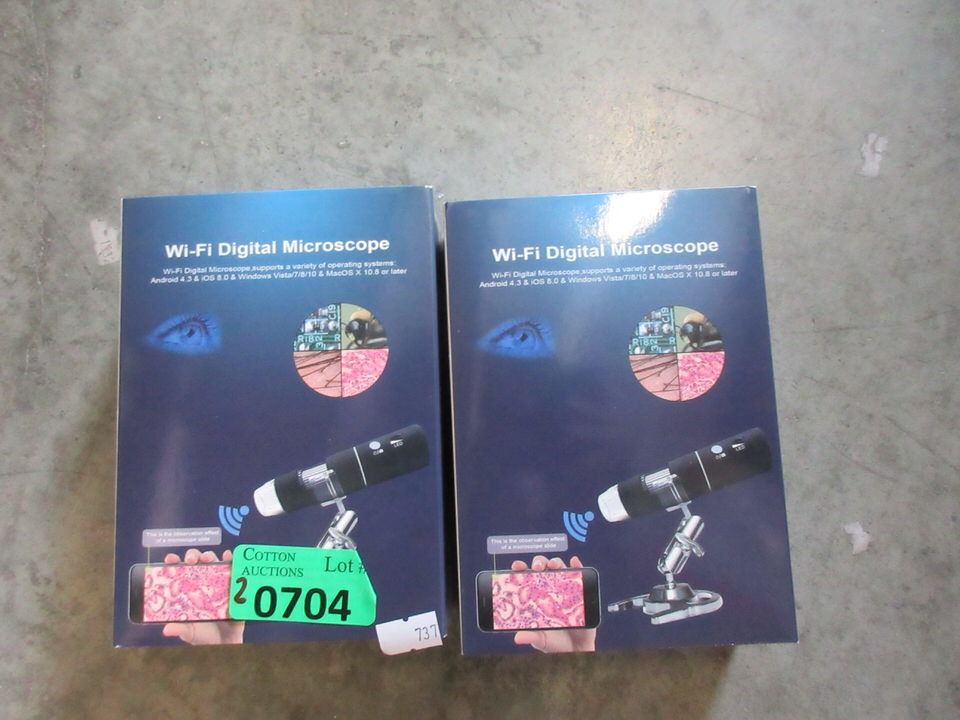 Wi-Fi Digital Microscope
Wi-Fi Digital Microscope,supports a variety of operating systems:
Android 4.3 & iOS 8.0 & Windows Vista/7/8/10 & MacOS X 10.8 or later
LED
This is the observation effect
of a microscope slide
COTTON
AUCTIONS
Lot #
2 0704
737
Wi-Fi Digital Microscope
Wi-Fi Digital Microscope,supports a variety of operating systems:
Android 4.3 & iOS 8.0 & Windows Vista/7/8/10 & MacOS X 10.8 or later
LED
This is the observation effect
of a microscope slide